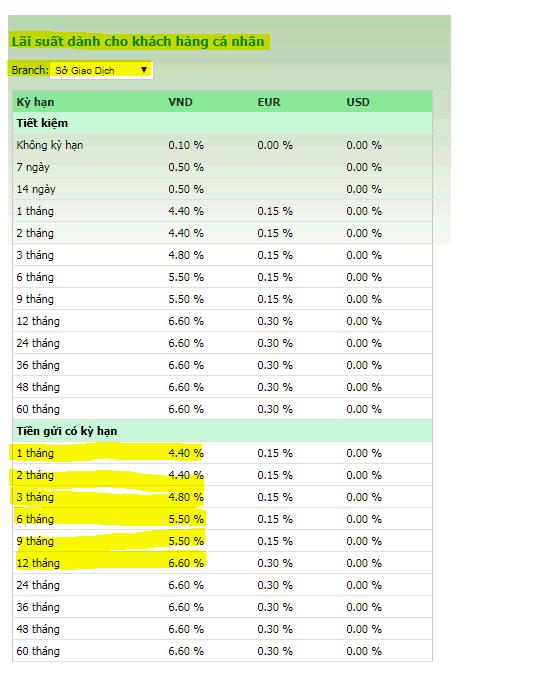 Lãi suất dành cho khách hàng cá nhân
Branch: Sở Giao Dịch
Kỳ hạn VND EUR USD
Tiết kiệm
Không kỳ hạn 0.10 % 0.00 % 0.00 %
7 ngày 0.50 % 0.00 %
14 ngày 0.50 % 0.00 %
1 tháng 4.40 % 0.15 % 0.00 %
2 tháng 4.40 % 0.15 % 0.00 %
3 tháng 4.80 % 0.15 % 0.00 %
6 tháng 5.50 % 0.15 % 0.00 %
9 tháng 5.50 % 0.15 % 0.00 %
12 tháng 6.60 % 0.30 % 0.00 %
24 tháng 6.60 % 0.30 % 0.00 %
36 tháng 6.60 % 0.30 % 0.00 %
48 tháng 6.60 % 0.30 % 0.00 %
60 tháng 6.60 % 0.30 % 0.00 %
Tiền gửi có kỳ hạn
1 tháng 4.40 % 0.15 % 0.00 %
2 tháng 4.40 % 0.15 % 0.00 %
3 tháng 4.80 % 0.15 % 0.00 %
6 tháng 5.50 % 0.15 % 0.00 %
9 tháng 5.50 % 0.15 % 0.00 %
12 tháng 6.60 % 0.30 % 0.00 %
24 tháng 6.60 % 0.30 % 0.00 %
36 tháng 6.60 % 0.30 % 0.00 %
48 tháng 6.60 % 0.30 % 0.00 %
60 tháng 6.60 % 0.30 % 0.00 %